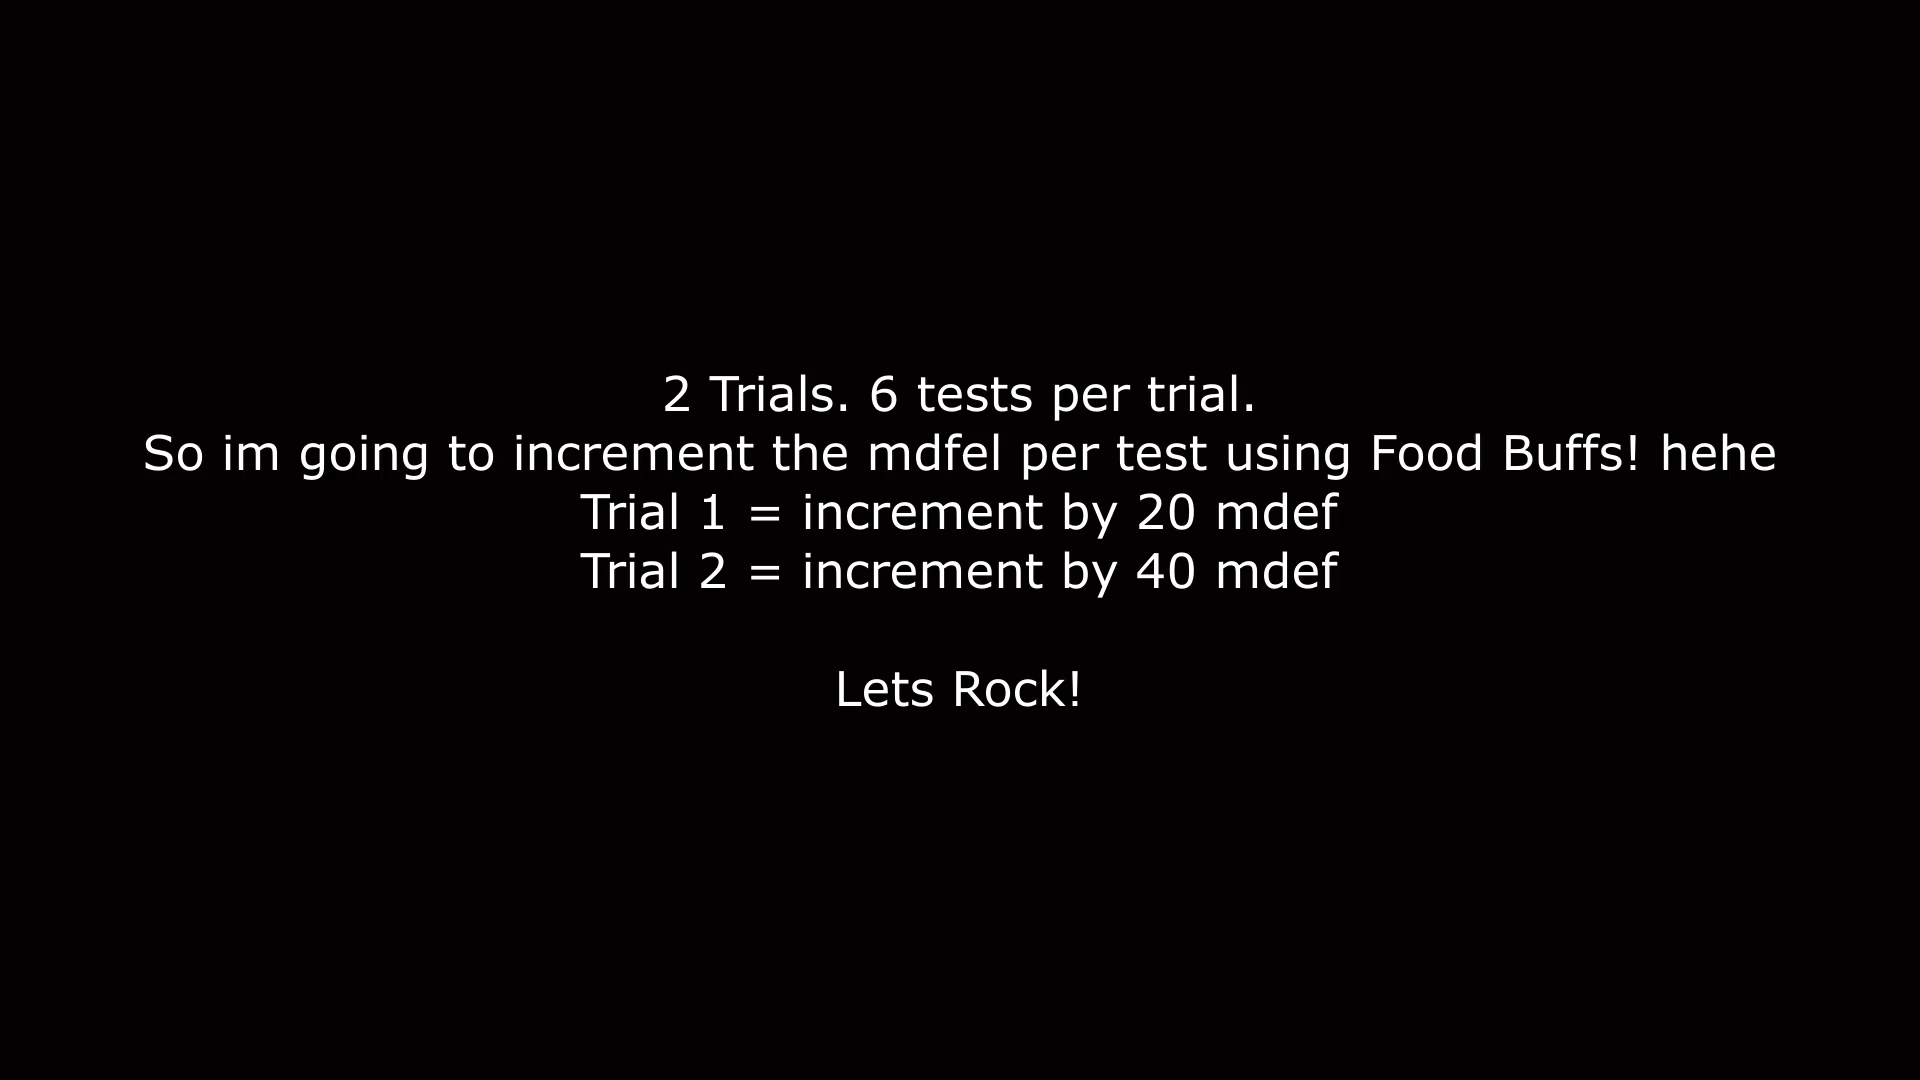 2 Trials. 6 tests per trial.
So im going to increment the mdfel per test using Food Buffs! hehe
Trial 1 = increment by 20 mdef
Trial 2 = increment by 40 mdef
Lets Rock!